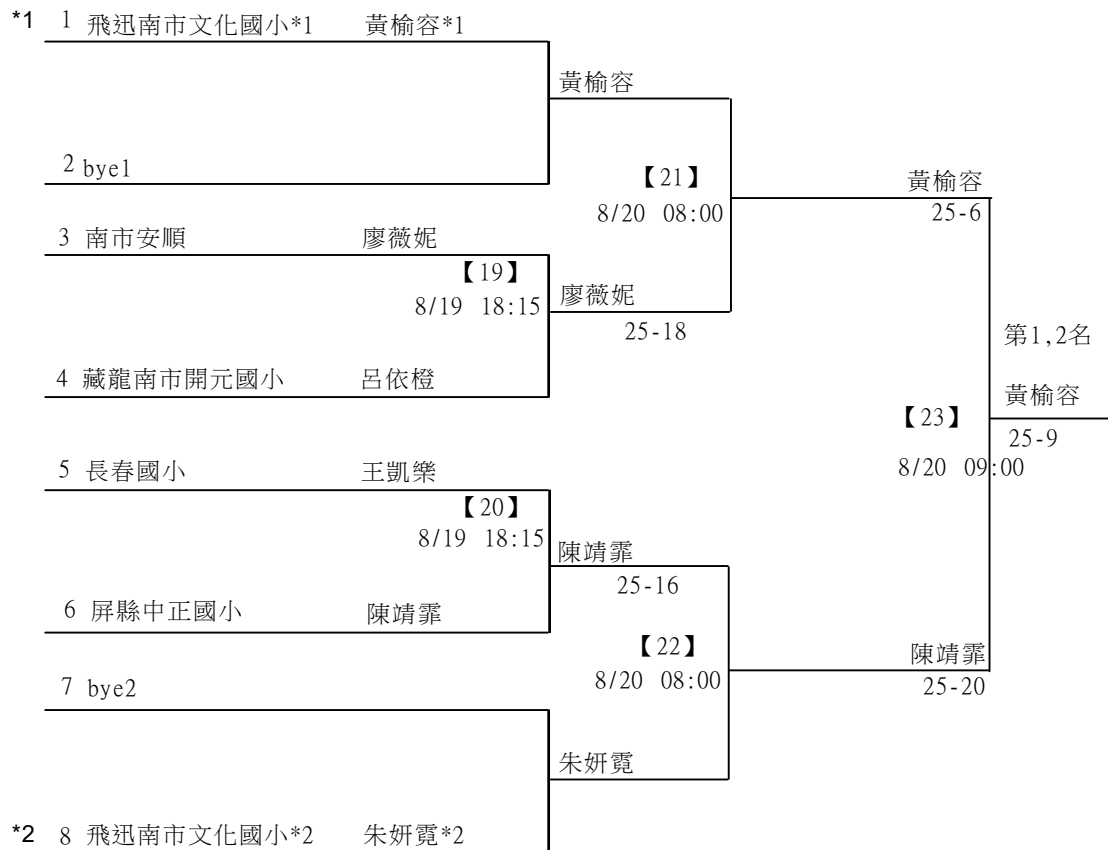 *1 1 飛迅南市文化國小*1 黃榆容*1
黃榆容
2 bye1
【21】
8/20 08:00
黃榆容
25-6
3 南市安順 廖薇妮
【19】
8/19 18:15
廖薇妮
25-18
第1,2名
4 藏龍南市開元國小 呂依橙
黃榆容
【23】
25-9
8/20 09:00
5 長春國小 王凱樂
【20】
8/19 18:15
陳靖霏
25-16
6 屏縣中正國小 陳靖霏
【22】
8/20 08:00
陳靖霏
25-20
7 bye2
朱妍霓
*2 8 飛迅南市文化國小*2 朱妍霓*2